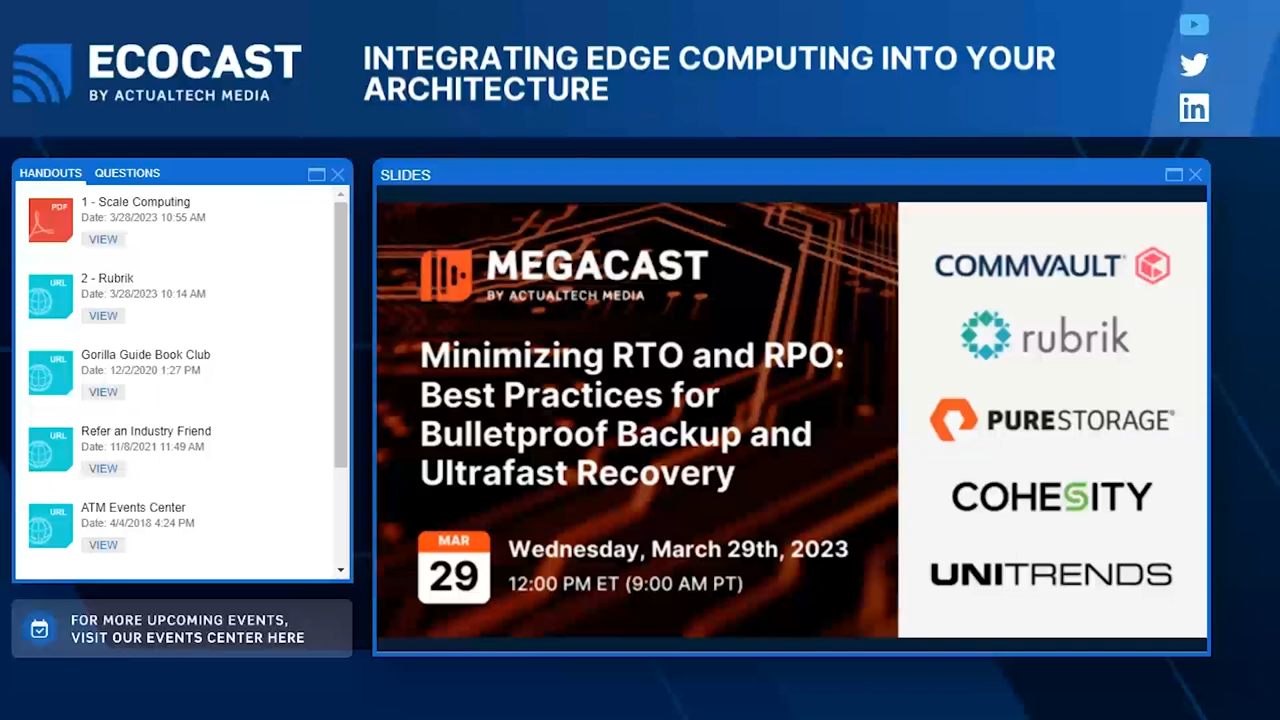 ECOCAST
BY ACTUALTECH MEDIA
INTEGRATING EDGE COMPUTING INTO YOUR
ARCHITECTURE
in
HANDOUTS
QUESTIONS
PDF
1 - Scale Computing
Date: 3/28/2023 10:55 AM
VIEW
URL
2 - Rubrik
Date: 3/28/2023 10:14 AM
VIEW
URL
Gorilla Guide Book Club
Date: 12/2/2020 1:27 PM
VIEW
URL
Refer an Industry Friend
Date: 11/8/2021 11:49 AM
VIEW
URL
ATM Events Center
Date: 4/4/2018 4:24 PM
VIEW
FOR MORE UPCOMING EVENTS,
VISIT OUR EVENTS CENTER HERE
SLIDES
MEGACAST
BY ACTUALTECH MEDIA
Minimizing RTO and RPO:
Best Practices for
Bulletproof Backup and
Ultrafast Recovery
MAR
29
Wednesday, March 29th, 2023
12:00 PM ET (9:00 AM PT)
COMMVAULT
rubrik
PURESTORAGE®
COHESITY
UNITRENDS